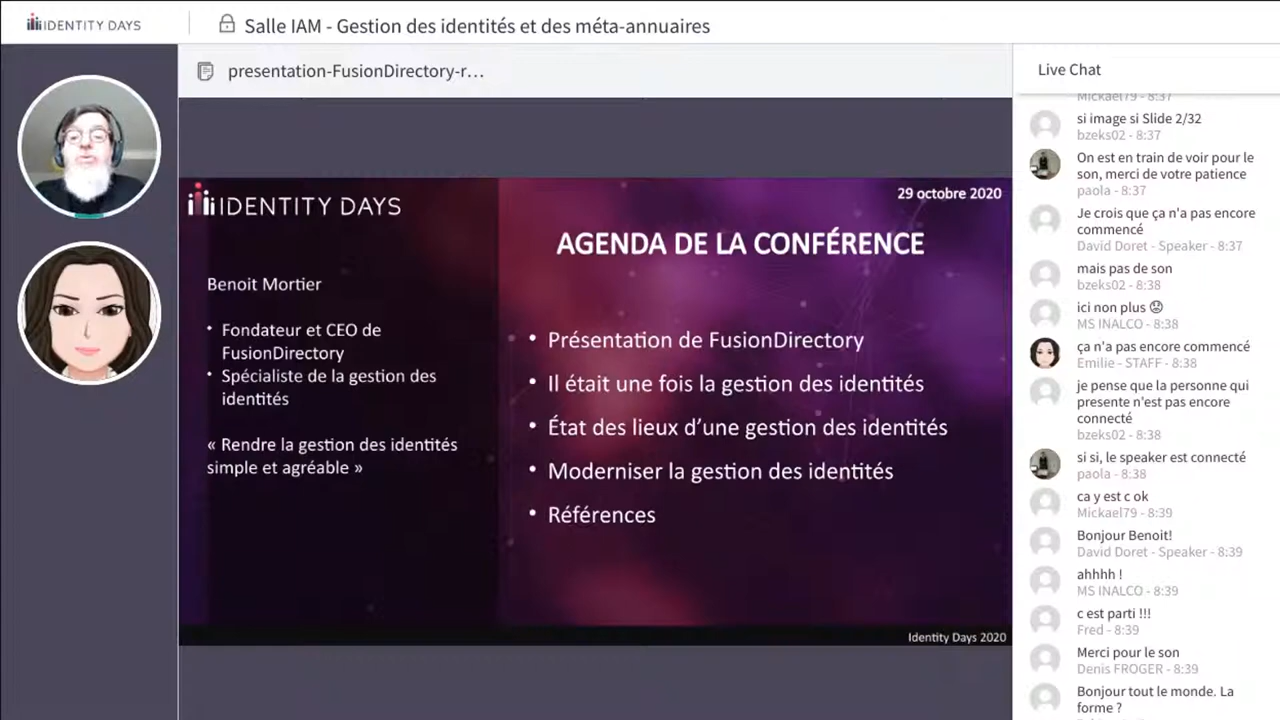 IDENTITY DAYS
Salle IAM - Gestion des identités et des méta-annuaires
presentation-FusionDirectory-r...
IDENTITY DAYS
29 octobre 2020
AGENDA DE LA CONFÉRENCE
Benoit Mortier
• Fondateur et CEO de
FusionDirectory
• Spécialiste de la gestion des
identités
« Rendre la gestion des identités
simple et agréable »
• Présentation de FusionDirectory
• Il était une fois la gestion des identités
• État des lieux d'une gestion des identités
• Moderniser la gestion des identités
• Références
Identity Days 2020
Live Chat
Mickael79 - 8:37
si image si Slide 2/32
bzeks02 - 8:37
On est en train de voir pour le
son, merci de votre patience
paola - 8:37
Je crois que ça n'a pas encore
commencé
David Doret - Speaker - 8:37
mais pas de son
bzeks02 - 8:38
ici non plus 😟
MS INALCO - 8:38
ça n'a pas encore commencé
Emilie - STAFF - 8:38
je pense que la personne qui
presente n'est pas encore
connecté
bzeks02 - 8:38
si si, le speaker est connecté
paola - 8:38
ca y est c ok
Mickael79 - 8:39
Bonjour Benoit!
David Doret - Speaker - 8:39
ahhhh !
MS INALCO - 8:39
c est parti !!!
Fred - 8:39
Merci pour le son
Denis FROGER - 8:39
Bonjour tout le monde. La
forme ?